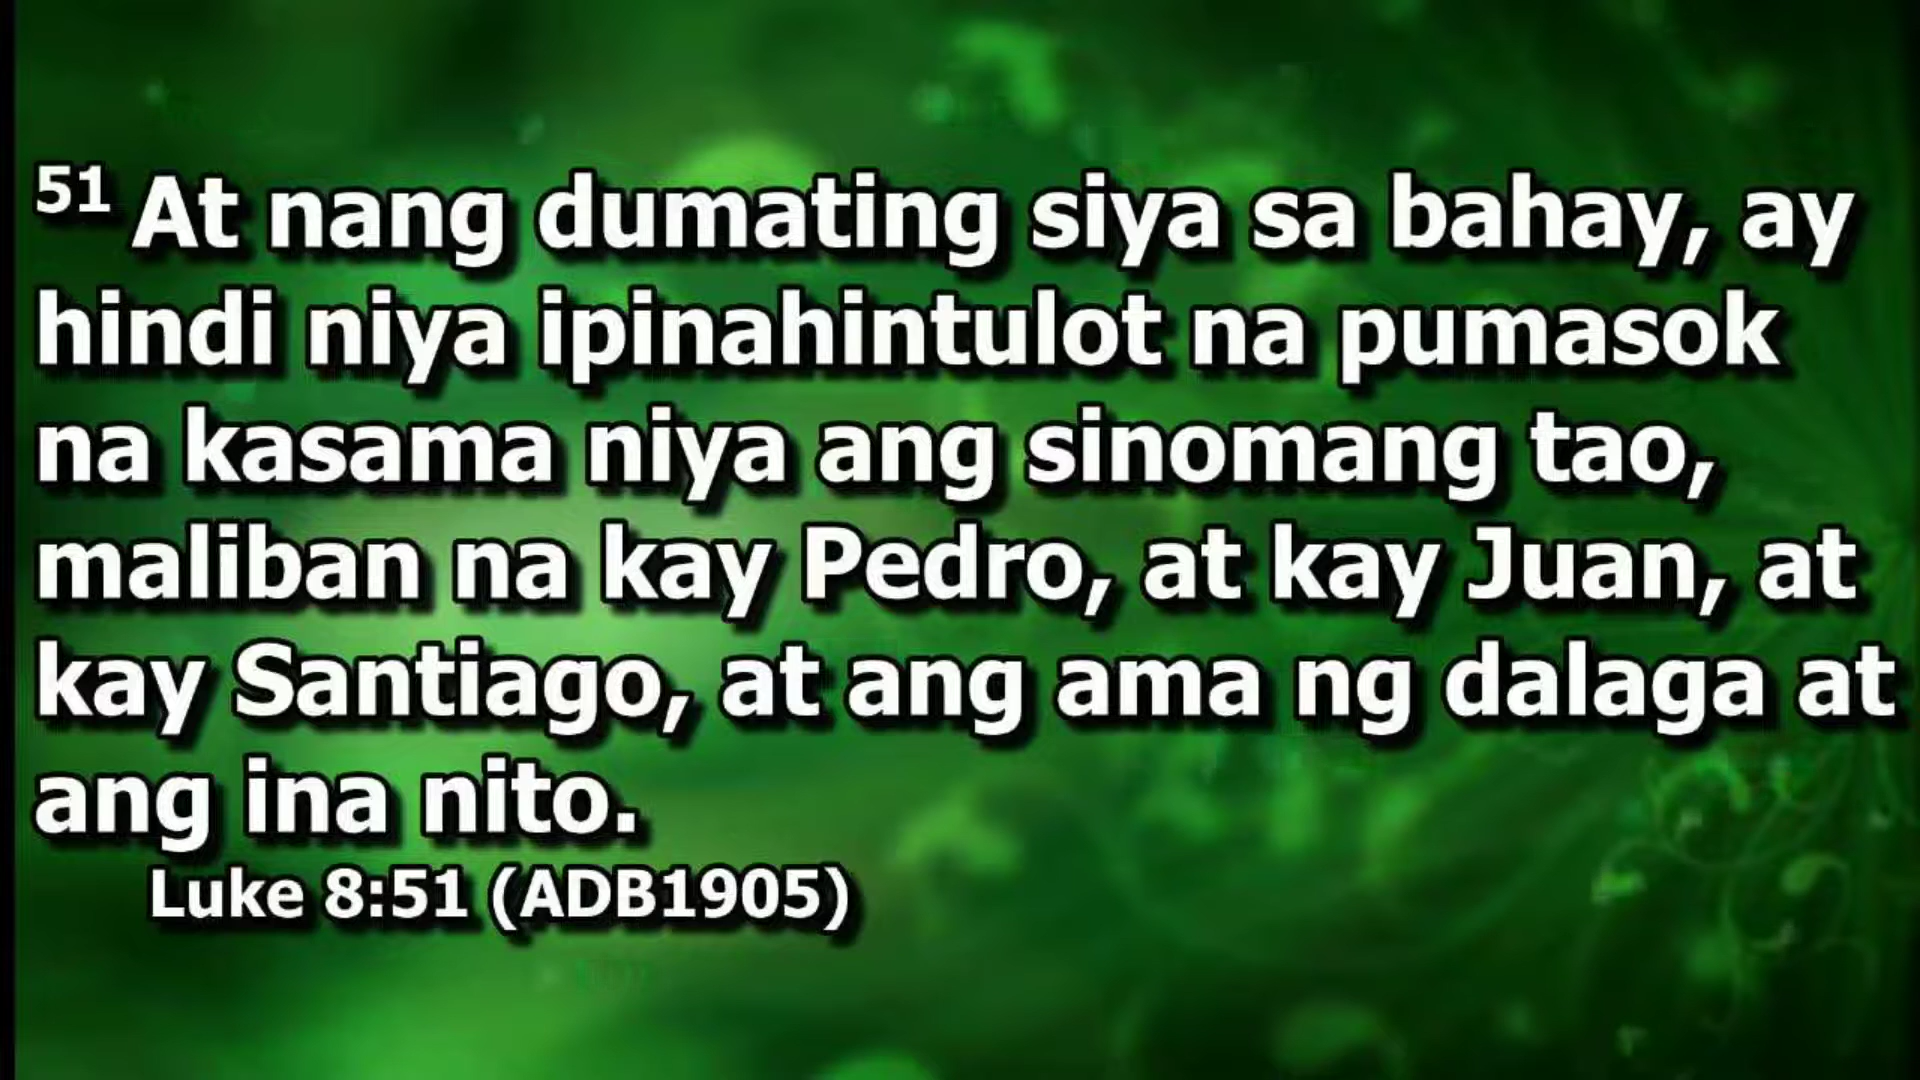 51 At nang dumating siya sa bahay, ay
hindi niya ipinahintulot na pumasok
na kasama niya ang sinomang tao,
maliban na kay Pedro, at kay Juan, at
kay Santiago, at ang ama ng dalaga at
ang ina nito.
Luke 8:51 (ADB1905)